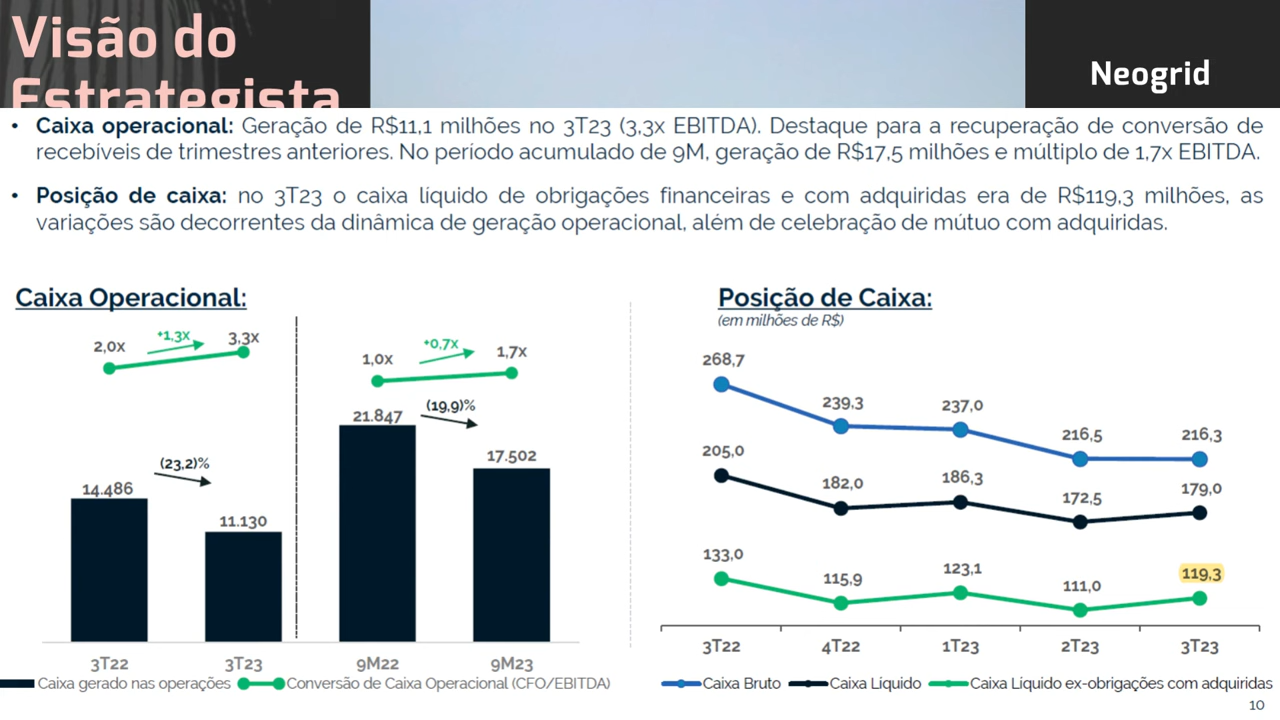 Visão do
Estrategista
Neogrid
• Caixa operacional: Geração de R$11,1 milhões no 3T23 (3,3x EBITDA). Destaque para a recuperação de conversão de
recebíveis de trimestres anteriores. No período acumulado de 9M, geração de R$17,5 milhões e múltiplo de 1,7x EBITDA.
• Posição de caixa: no 3T23 o caixa líquido de obrigações financeiras e com adquiridas era de R$119,3 milhões, as
variações são decorrentes da dinâmica de geração operacional, além de celebração de mútuo com adquiridas.
Caixa Operacional:
2,0x +1,3x 3,3x
1,0x +0,7x 1,7x
21.847 (19,9)% 17.502
14.486 (23,2)% 11.130
3T22 3T23 9M22 9M23
Caixa gerado nas operações Conversão de Caixa Operacional (CFO/EBITDA)
Posição de Caixa:
(em milhões de R$)
268,7 239,3 237,0 216,5 216,3
205,0 182,0 186,3 172,5 179,0
133,0 115,9 123,1 111,0 119,3
3T22 4T22 1T23 2T23 3T23
Caixa Bruto Caixa Líquido Caixa Líquido ex-obrigações com adquiridas
10